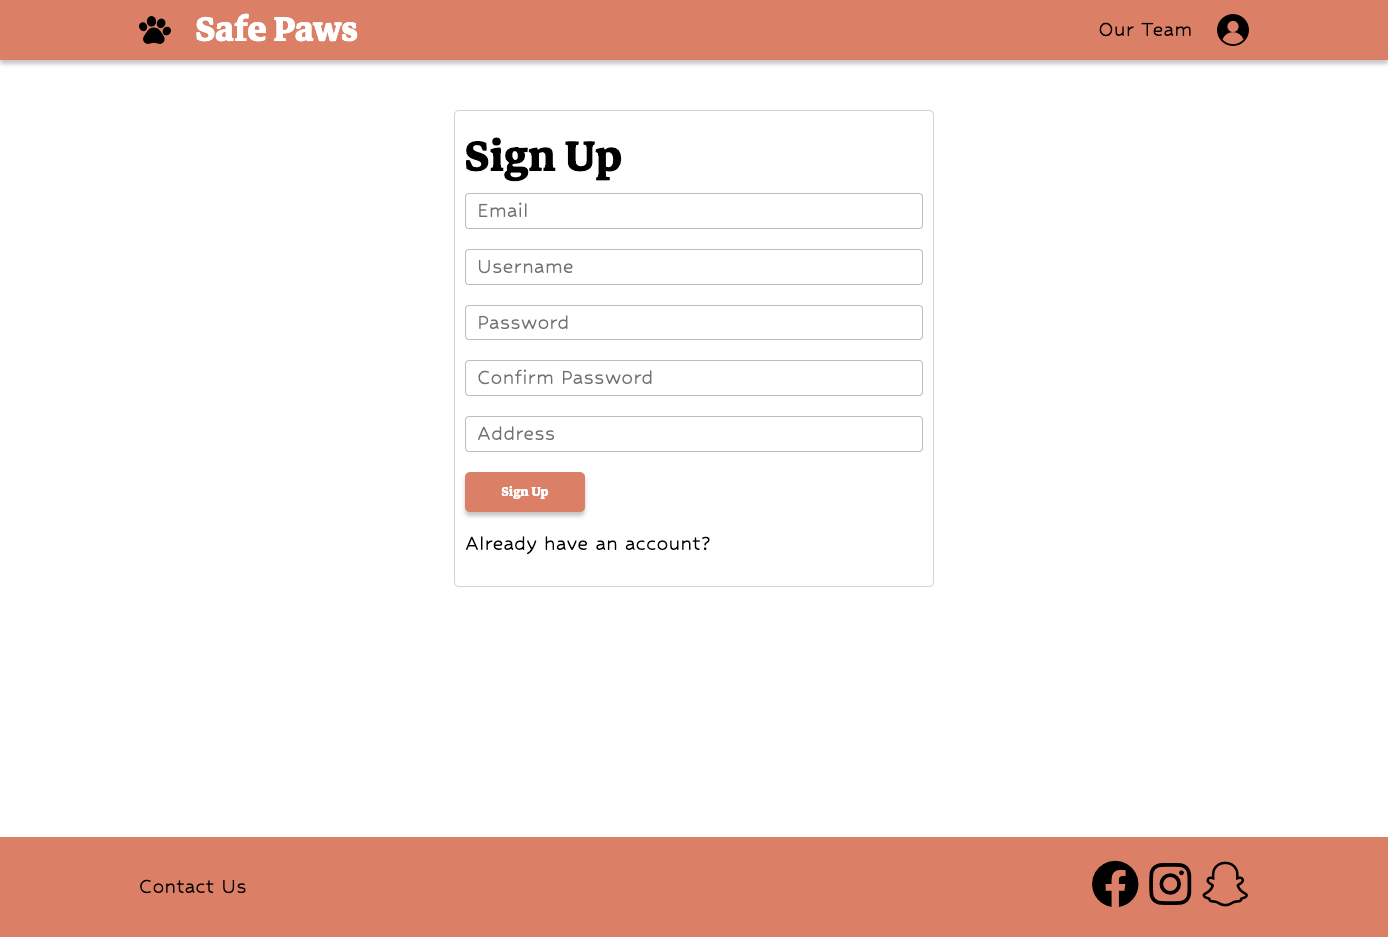 Safe Paws
Our Team
Sign Up
Email
Username
Password
Confirm Password
Address
Sign Up
Already have an account?
Contact Us